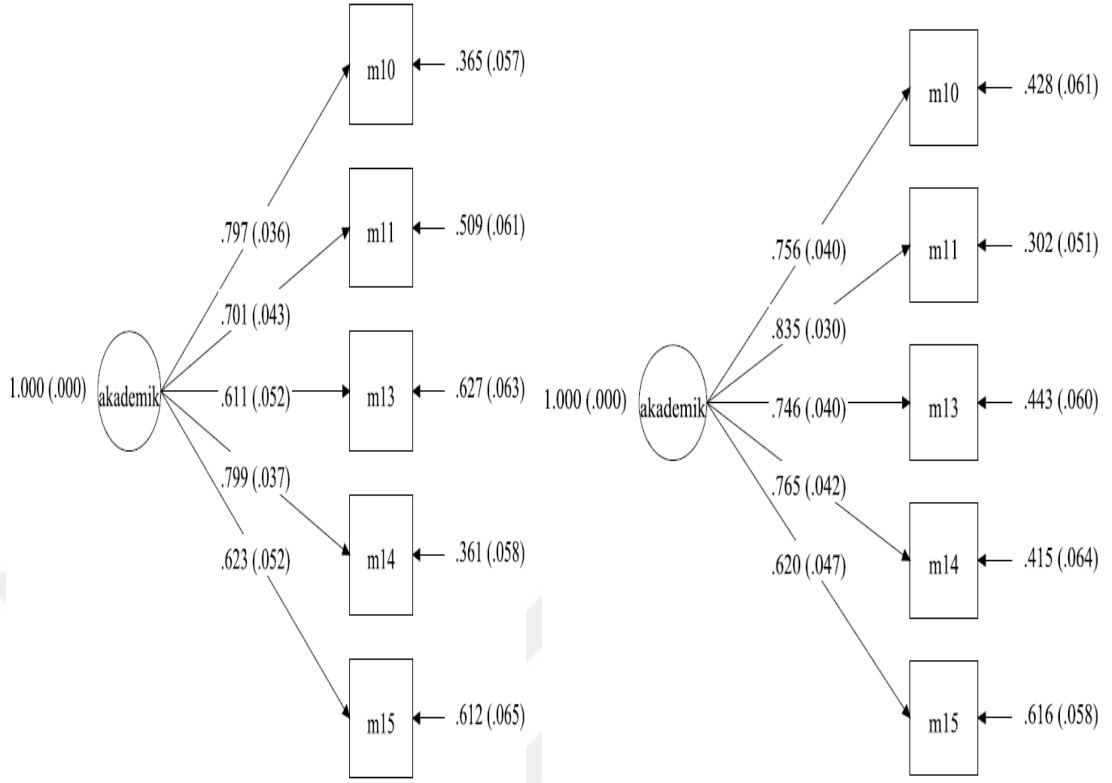 m10
.365 (.057)
.797 (.036)
m11
.509 (.061)
.701 (.043)
1.000 (.000)
akademik
.611 (.052)
m13
.627 (.063)
.799 (.037)
m14
.361 (.058)
.623 (.052)
m15
.612 (.065)
m10
.428 (.061)
.756 (.040)
m11
.302 (.051)
.835 (.030)
1.000 (.000)
akademik
.746 (.040)
m13
.443 (.060)
.765 (.042)
m14
.415 (.064)
.620 (.047)
m15
.616 (.058)